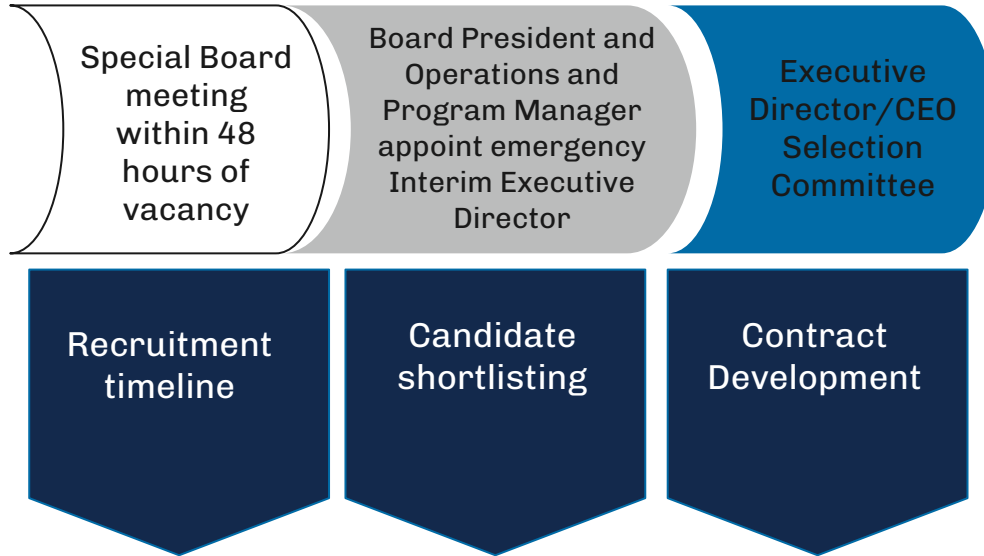 Special Board
meeting
within 48
hours of
vacancy
Board President and
Operations and
Program Manager
appoint emergency
Interim Executive
Director
Executive
Director/CEO
Selection
Committee
Recruitment
timeline
Candidate
shortlisting
Contract
Development